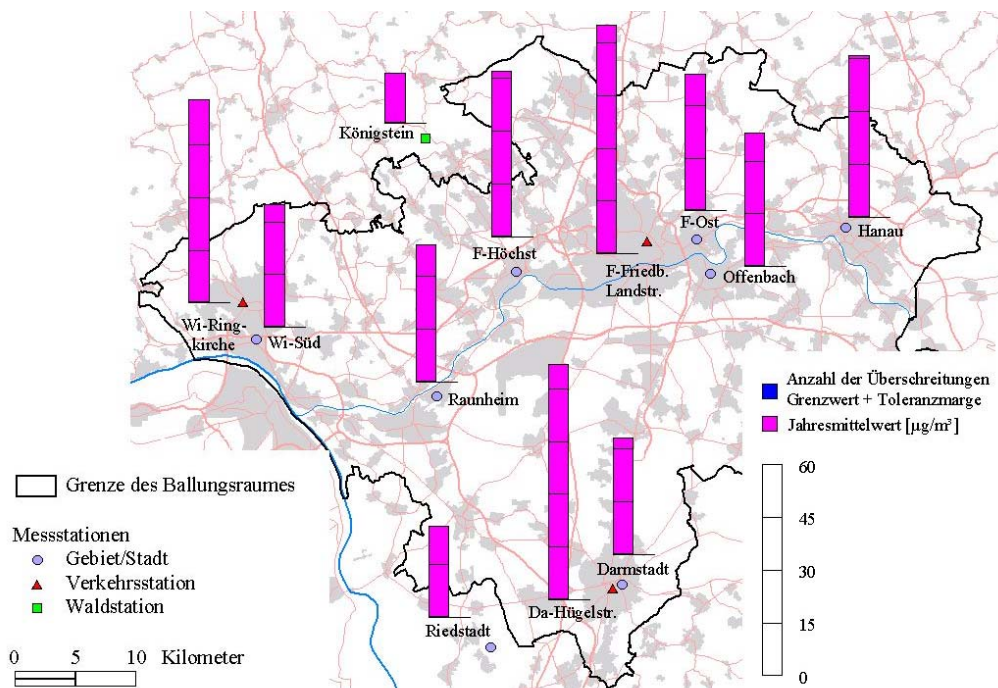 Königstein
F-Höchst
F-Friedb.
Landstr.
F-Ost
Offenbach
Hanau
Wi-Ring-
kirche
Wi-Süd
Raunheim
Anzahl der Überschreitungen
Grenzwert + Toleranzmarge
Jahresmittelwert [µg/m³]
60
45
30
15
0
Grenze des Ballungsraumes
Messstationen
Gebiet/Stadt
Verkehrsstation
Waldstation
0 5 10 Kilometer
Darmstadt
Da-Hügelstr.
Riedstadt